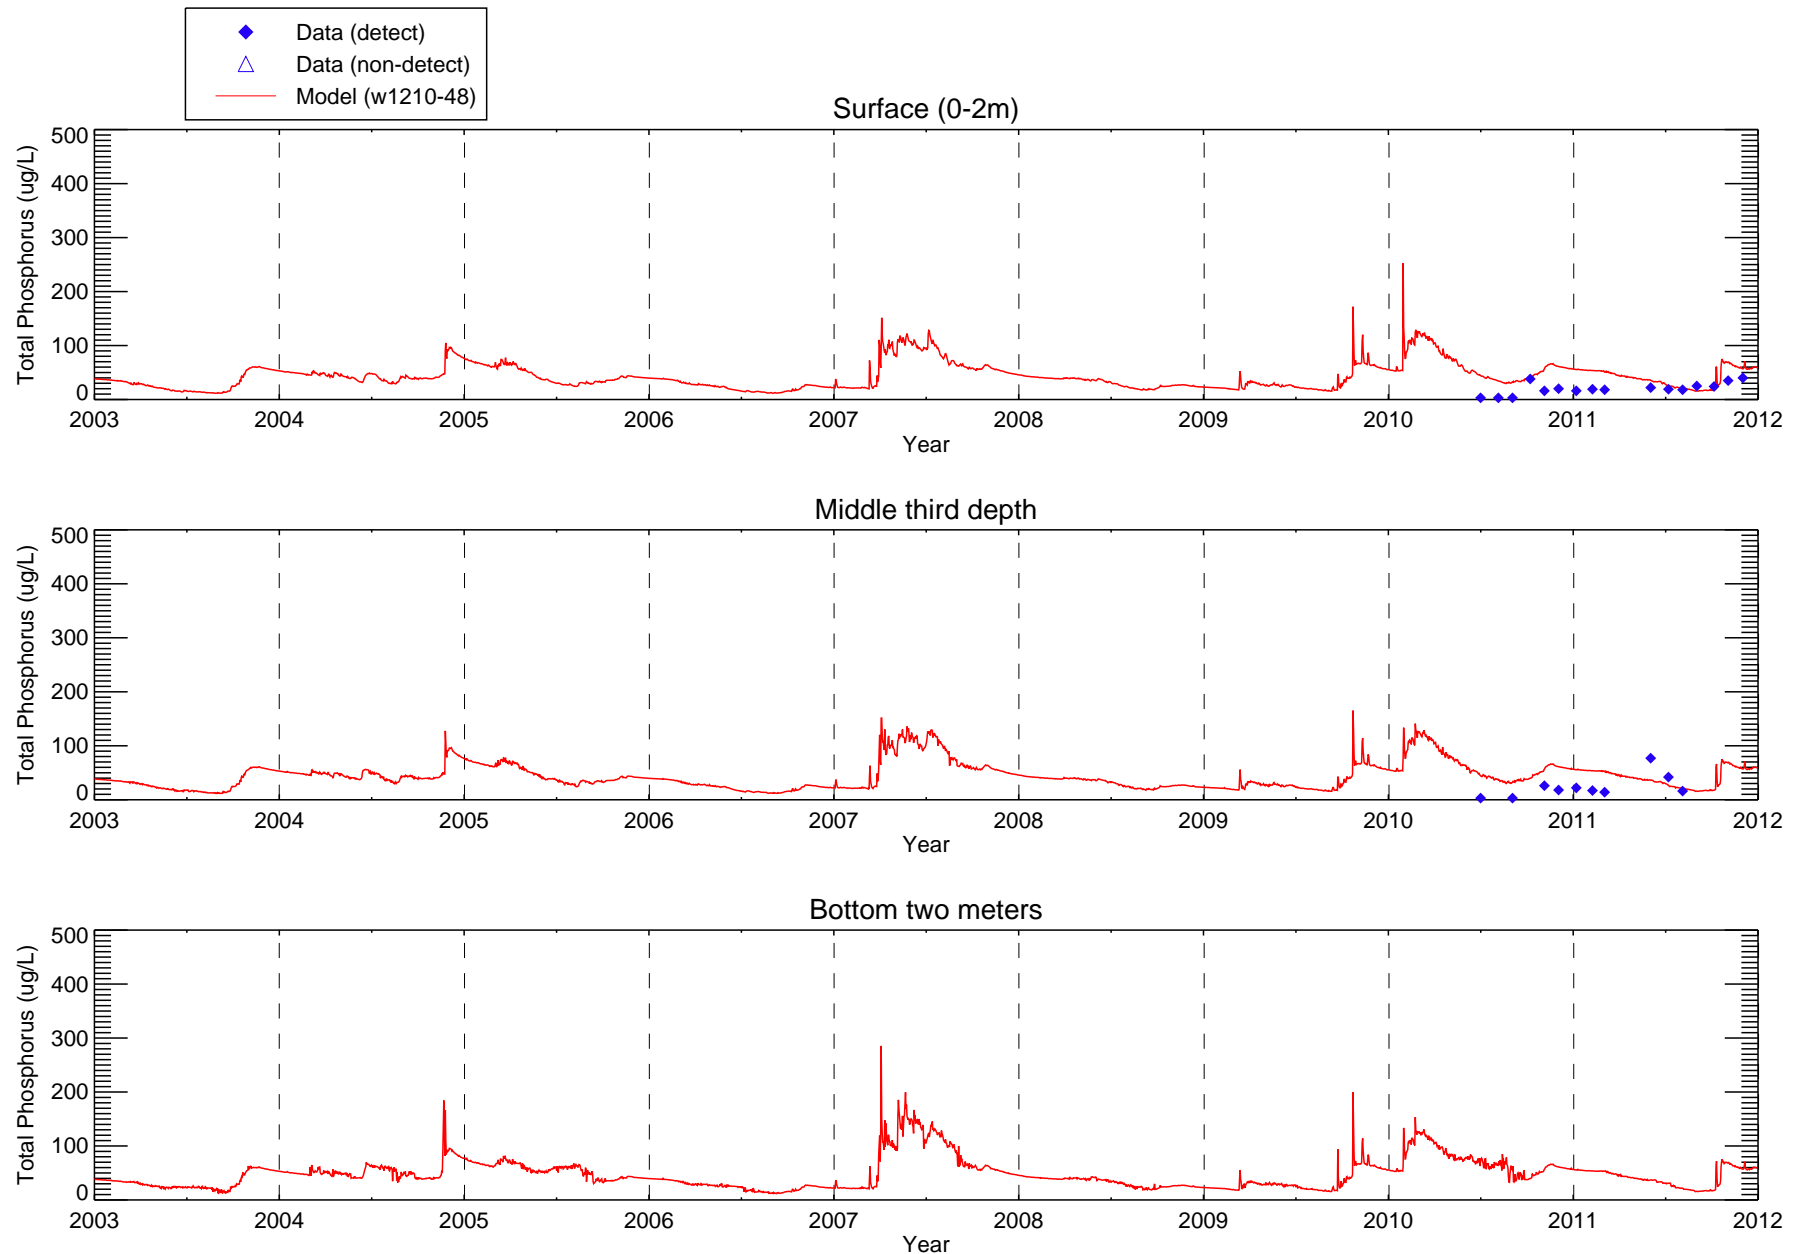 Data (detect)
Data (non-detect)
Model (w1210-48)
Surface (0-2m)
Total Phosphorus (ug/L)
500
400
300
200
100
0
2003 2004 2005 2006 2007 2008 2009 2010 2011 2012
Year
Middle third depth
Total Phosphorus (ug/L)
500
400
300
200
100
0
2003 2004 2005 2006 2007 2008 2009 2010 2011 2012
Year
Bottom two meters
Total Phosphorus (ug/L)
500
400
300
200
100
0
2003 2004 2005 2006 2007 2008 2009 2010 2011 2012
Year